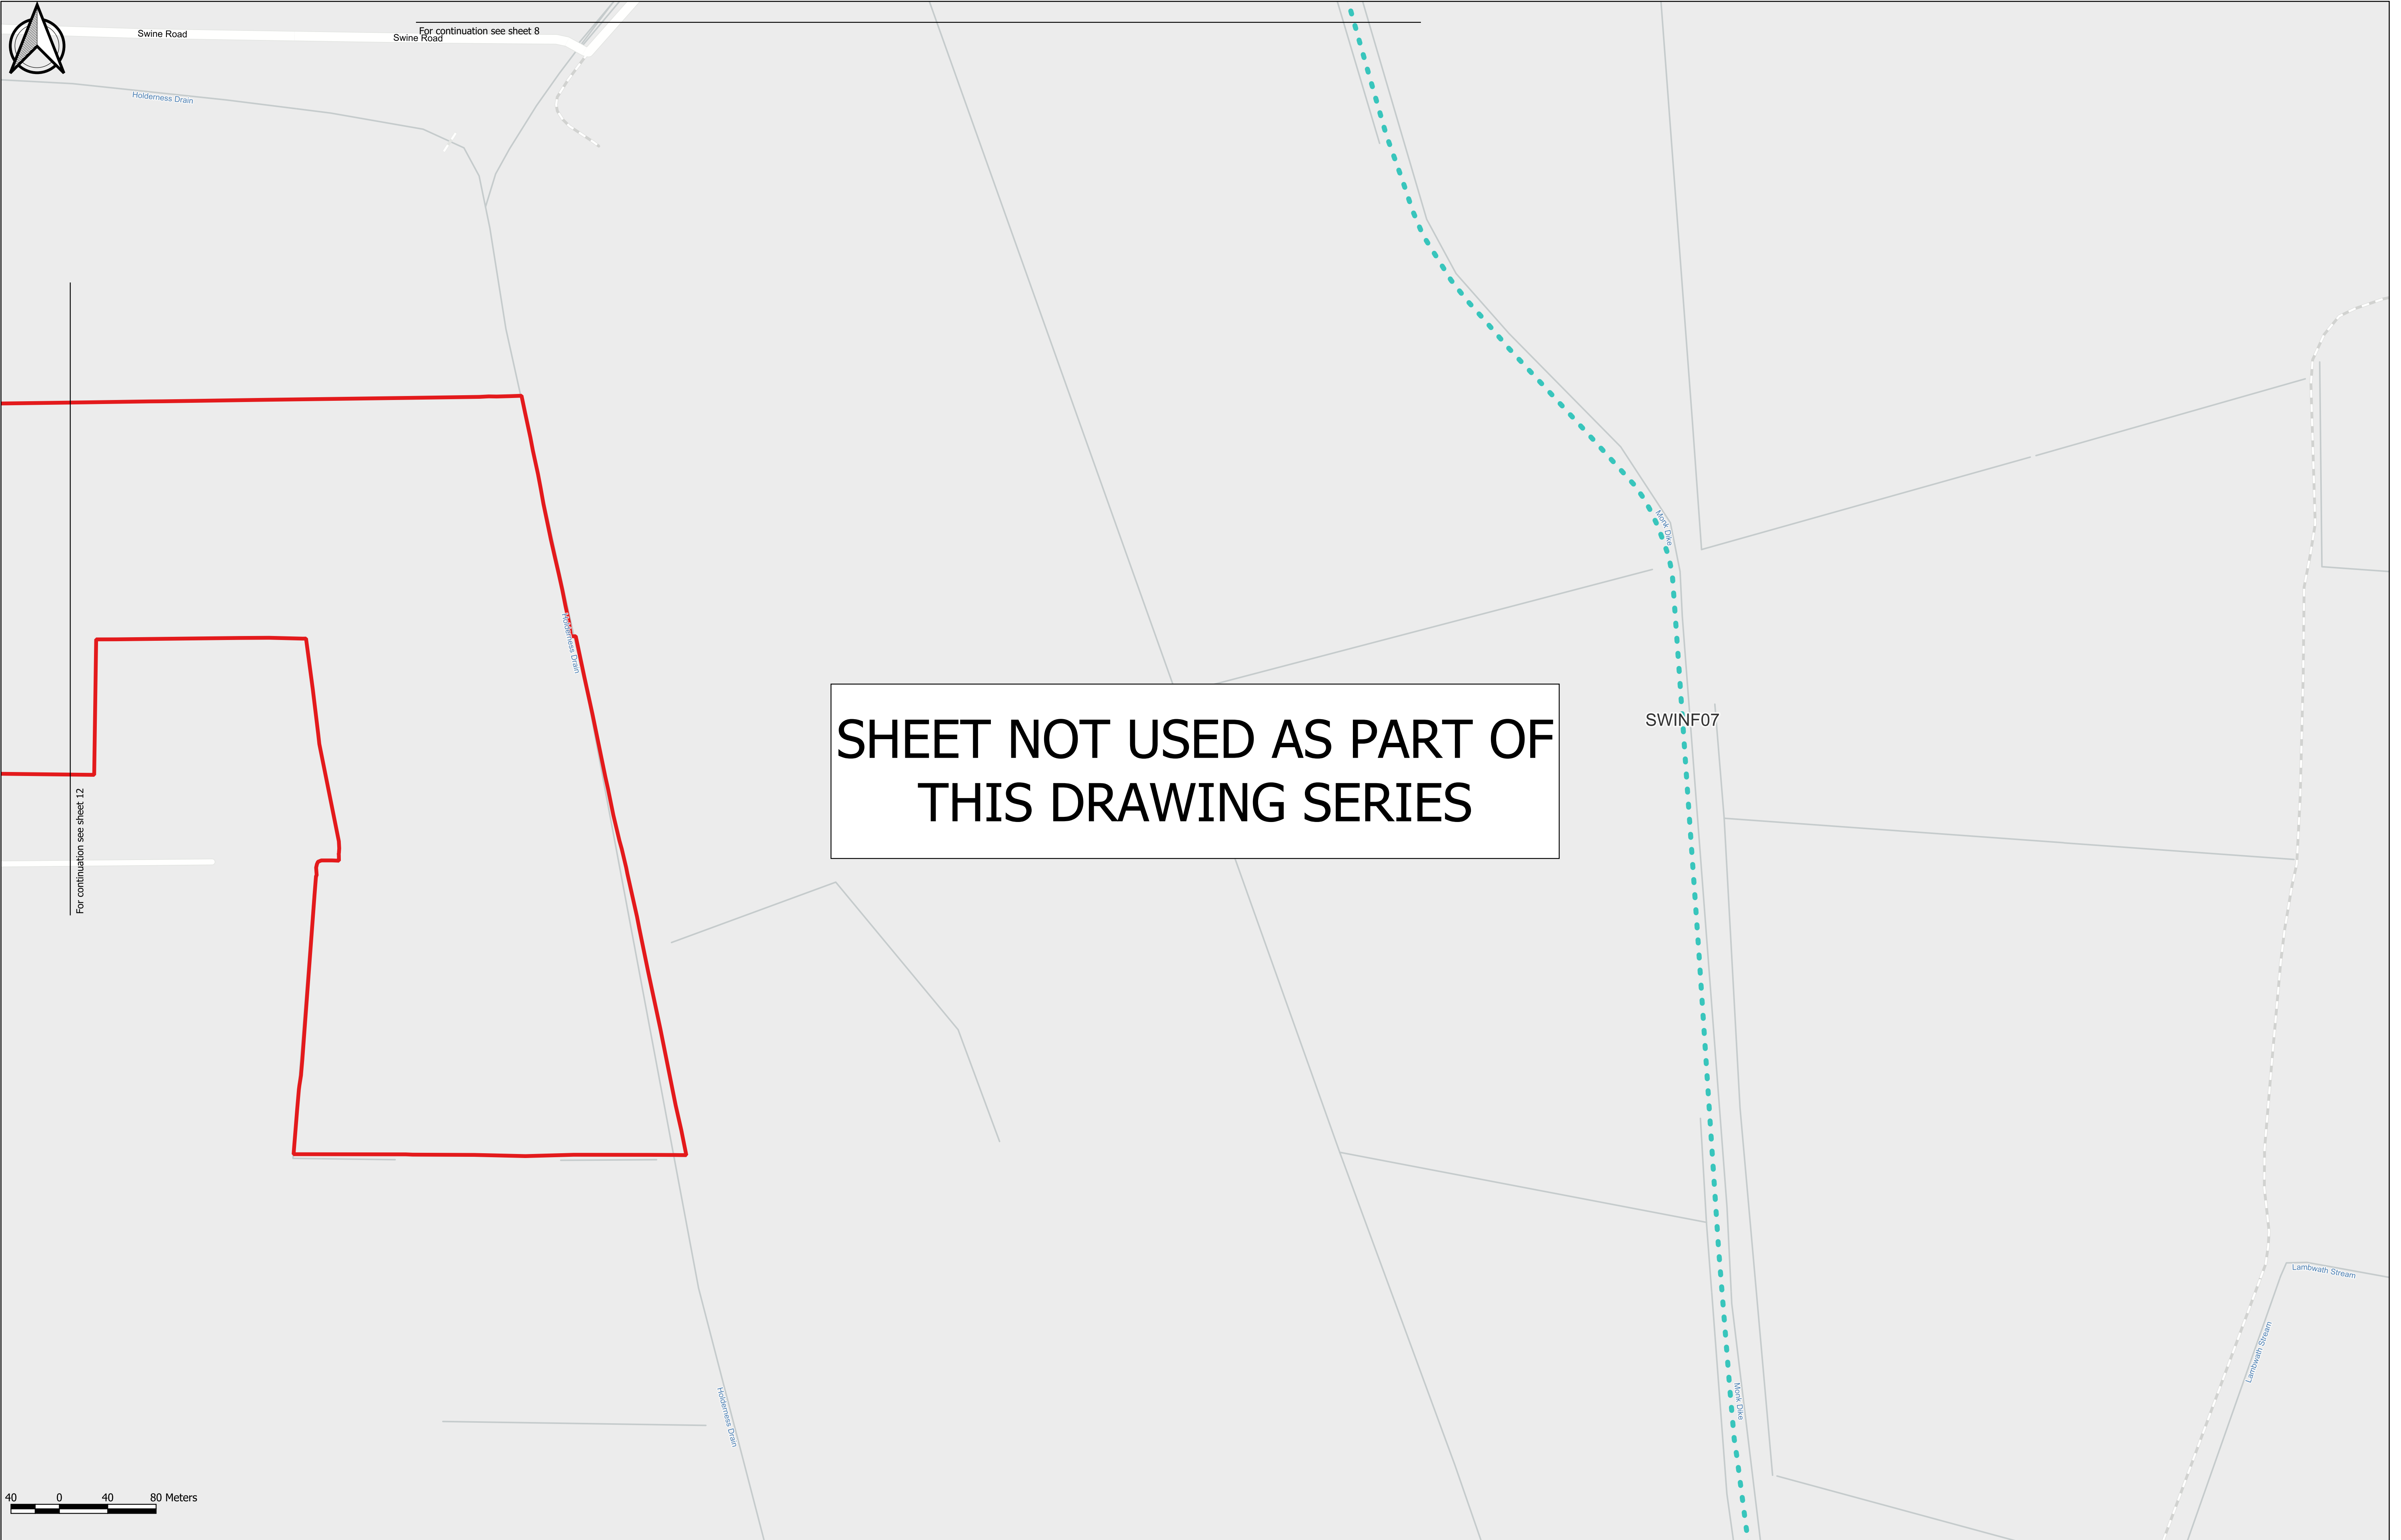 For continuation see sheet 8
Swine Road
Swine Road
Holderness Drain
Monk Dike
Holderness Drain
SHEET NOT USED AS PART OF
THIS DRAWING SERIES
SWINF07
For continuation see sheet 12
Lambwath Stream
Lambwath Stream
Holderness Drain
Monk Dike
40 0 40 80 Meters